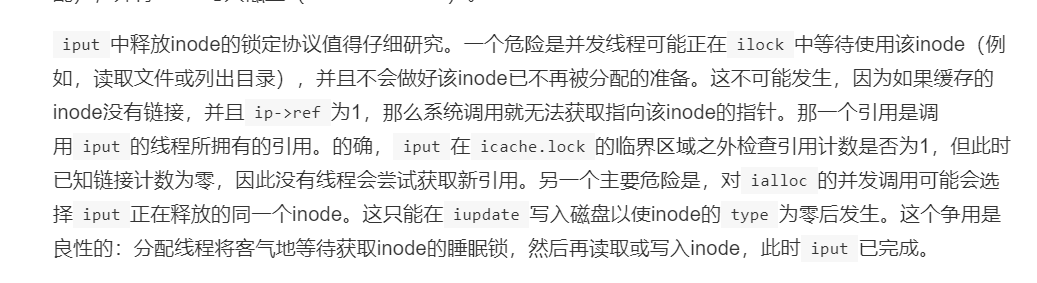 iput 中释放inode的锁定协议值得仔细研究。一个危险是并发线程可能正在 ilock 中等待使用该inode（例
如，读取文件或列出目录），并且不会做好该inode已不再被分配的准备。这不可能发生，因为如果缓存的
inode没有链接，并且 ip->ref 为1，那么系统调用就无法获取指向该inode的指针。那一个引用是调
用 iput 的线程所拥有的引用。的确， iput 在 icache.lock 的临界区域之外检查引用计数是否为1，但此时
已知链接计数为零，因此没有线程会尝试获取新引用。另一个主要危险是，对 ialloc 的并发调用可能会选
择 iput 正在释放的同一个inode。这只能在 iupdate 写入磁盘以使inode的 type 为零后发生。这个争用是
良性的：分配线程将客气地等待获取inode的睡眠锁，然后再读取或写入inode，此时 iput 已完成。